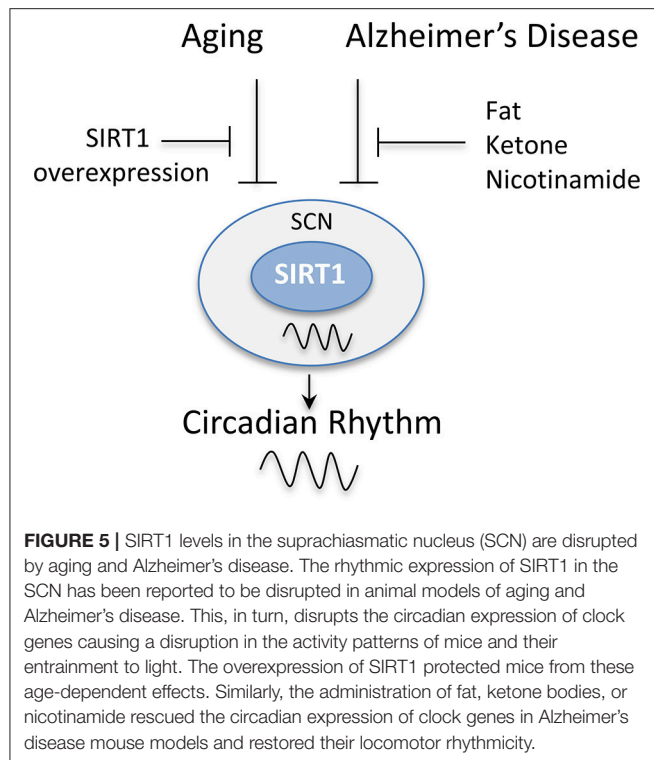 Aging Alzheimer’s Disease
SIRT1
overexpression
Fat
Ketone
Nicotinamide
SCN
SIRT1
Circadian Rhythm
FIGURE 5 | SIRT1 levels in the suprachiasmatic nucleus (SCN) are disrupted
by aging and Alzheimer’s disease. The rhythmic expression of SIRT1 in the
SCN has been reported to be disrupted in animal models of aging and
Alzheimer’s disease. This, in turn, disrupts the circadian expression of clock
genes causing a disruption in the activity patterns of mice and their
entrainment to light. The overexpression of SIRT1 protected mice from these
age-dependent effects. Similarly, the administration of fat, ketone bodies, or
nicotinamide rescued the circadian expression of clock genes in Alzheimer’s
disease mouse models and restored their locomotor rhythmicity.